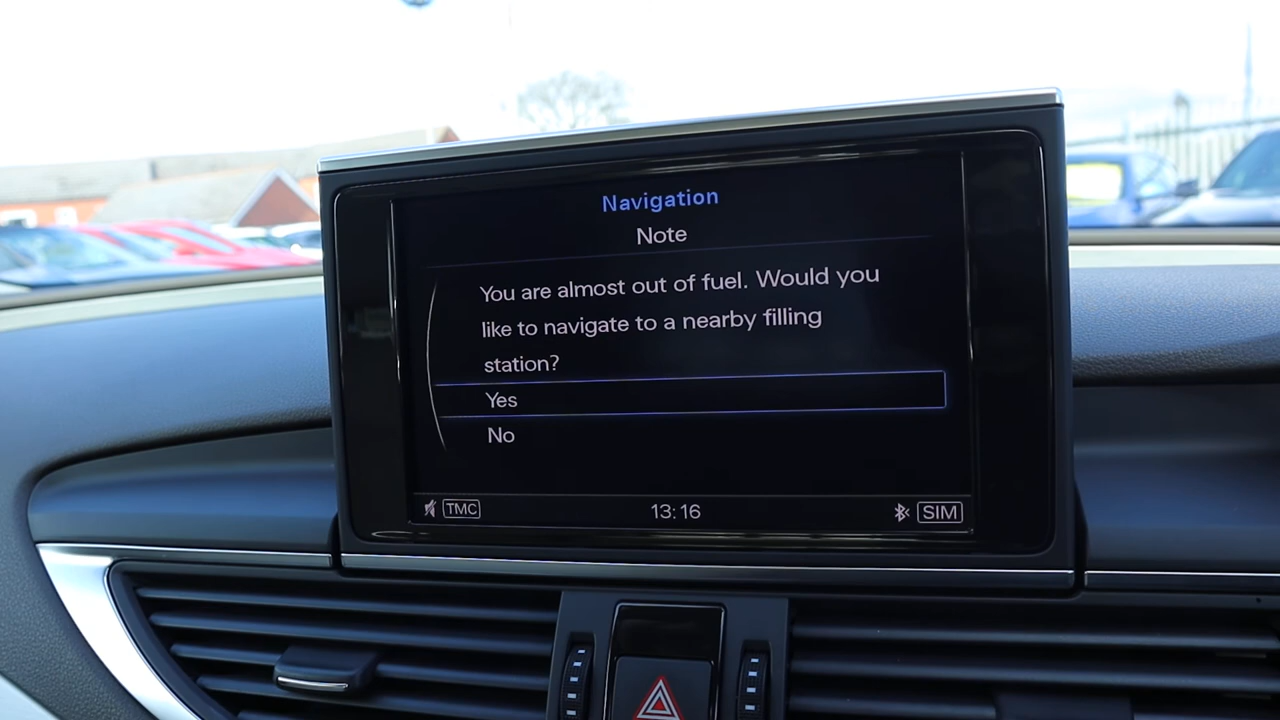 Navigation
Note
You are almost out of fuel. Would you
like to navigate to a nearby filling
station?
Yes
No
TMC 13:16 SIM